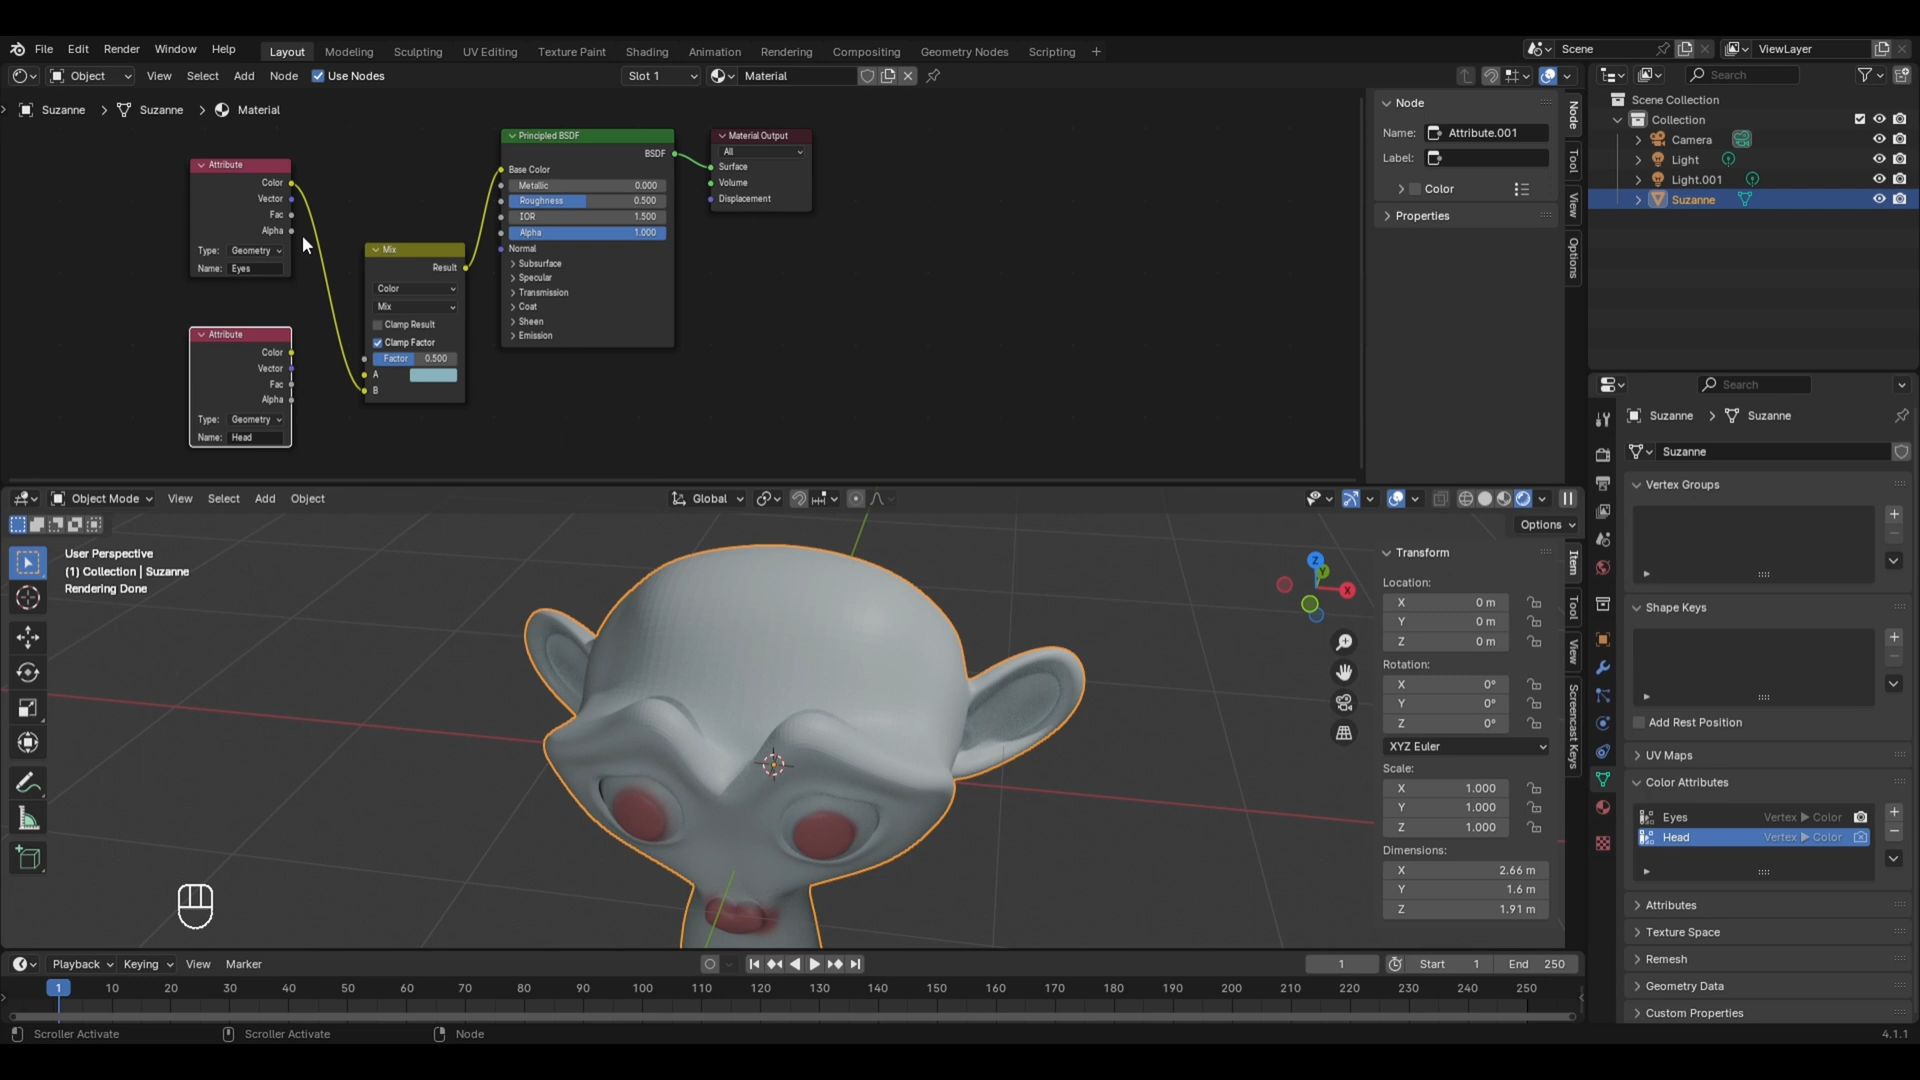 File Edit Render Window Help Layout Modeling Sculpting UV Editing Texture Paint Shading Animation Rendering Compositing Geometry Nodes Scripting + Scene ViewLayer
Object View Select Add Node Use Nodes Slot 1 Material Search
Suzanne > Suzanne > Material
Attribute
Color
Vector
Fac
Alpha
Type: Geometry
Name: Eyes
Attribute
Color
Vector
Fac
Alpha
Type: Geometry
Name: Head
Mix
Result
Color
Mix
Clamp Result
Clamp Factor
Factor 0.500
A
B
Principled BSDF
BSDF
Base Color
Metallic 0.000
Roughness 0.500
IOR 1.500
Alpha 1.000
Normal
Subsurface
Specular
Transmission
Coat
Sheen
Emission
Material Output
All
Surface
Volume
Displacement
Node
Name: Attribute.001
Label:
Color
Properties
Node
Tool
View
Options
Scene Collection
Collection
Camera
Light
Light.001
Suzanne
Object Mode View Select Add Object Global
Options
User Perspective
(1) Collection | Suzanne
Rendering Done
Z
Y
X
Transform
Location:
X 0 m
Y 0 m
Z 0 m
Rotation:
X 0°
Y 0°
Z 0°
XYZ Euler
Scale:
X 1.000
Y 1.000
Z 1.000
Dimensions:
X 2.66 m
Y 1.6 m
Z 1.91 m
Item
Tool
View
Screencast Keys
Search
Suzanne > Suzanne
Suzanne
Vertex Groups
Shape Keys
Add Rest Position
UV Maps
Color Attributes
Eyes Vertex ▶ Color
Head Vertex ▶ Color
Attributes
Texture Space
Remesh
Geometry Data
Custom Properties
Playback Keying View Marker 1 Start 1 End 250
1 10 20 30 40 50 60 70 80 90 100 110 120 130 140 150 160 170 180 190 200 210 220 230 240 250
Scroller Activate Scroller Activate Node 4.1.1